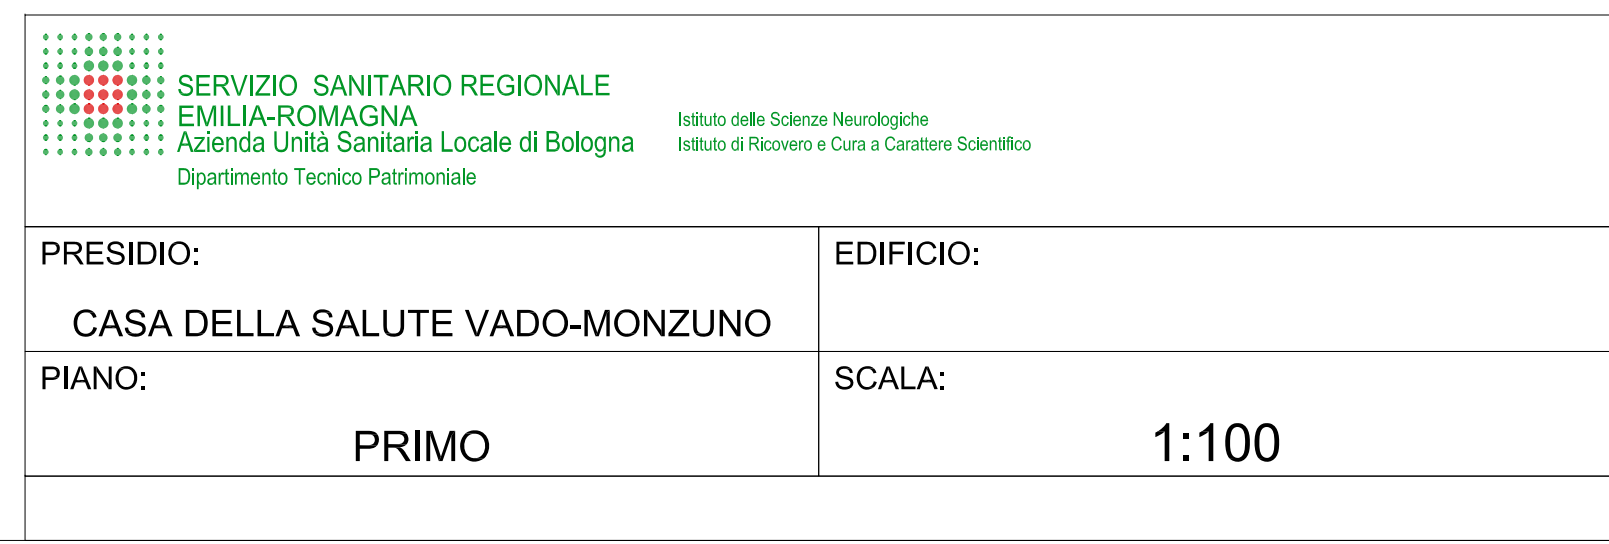 SERVIZIO SANITARIO REGIONALE
EMILIA-ROMAGNA
Azienda Unità Sanitaria Locale di Bologna
Istituto delle Scienze Neurologiche
Istituto di Ricovero e Cura a Carattere Scientifico
Dipartimento Tecnico Patrimoniale
PRESIDIO:
CASA DELLA SALUTE VADO-MONZUNO
EDIFICIO:
PIANO:
PRIMO
SCALA:
1:100